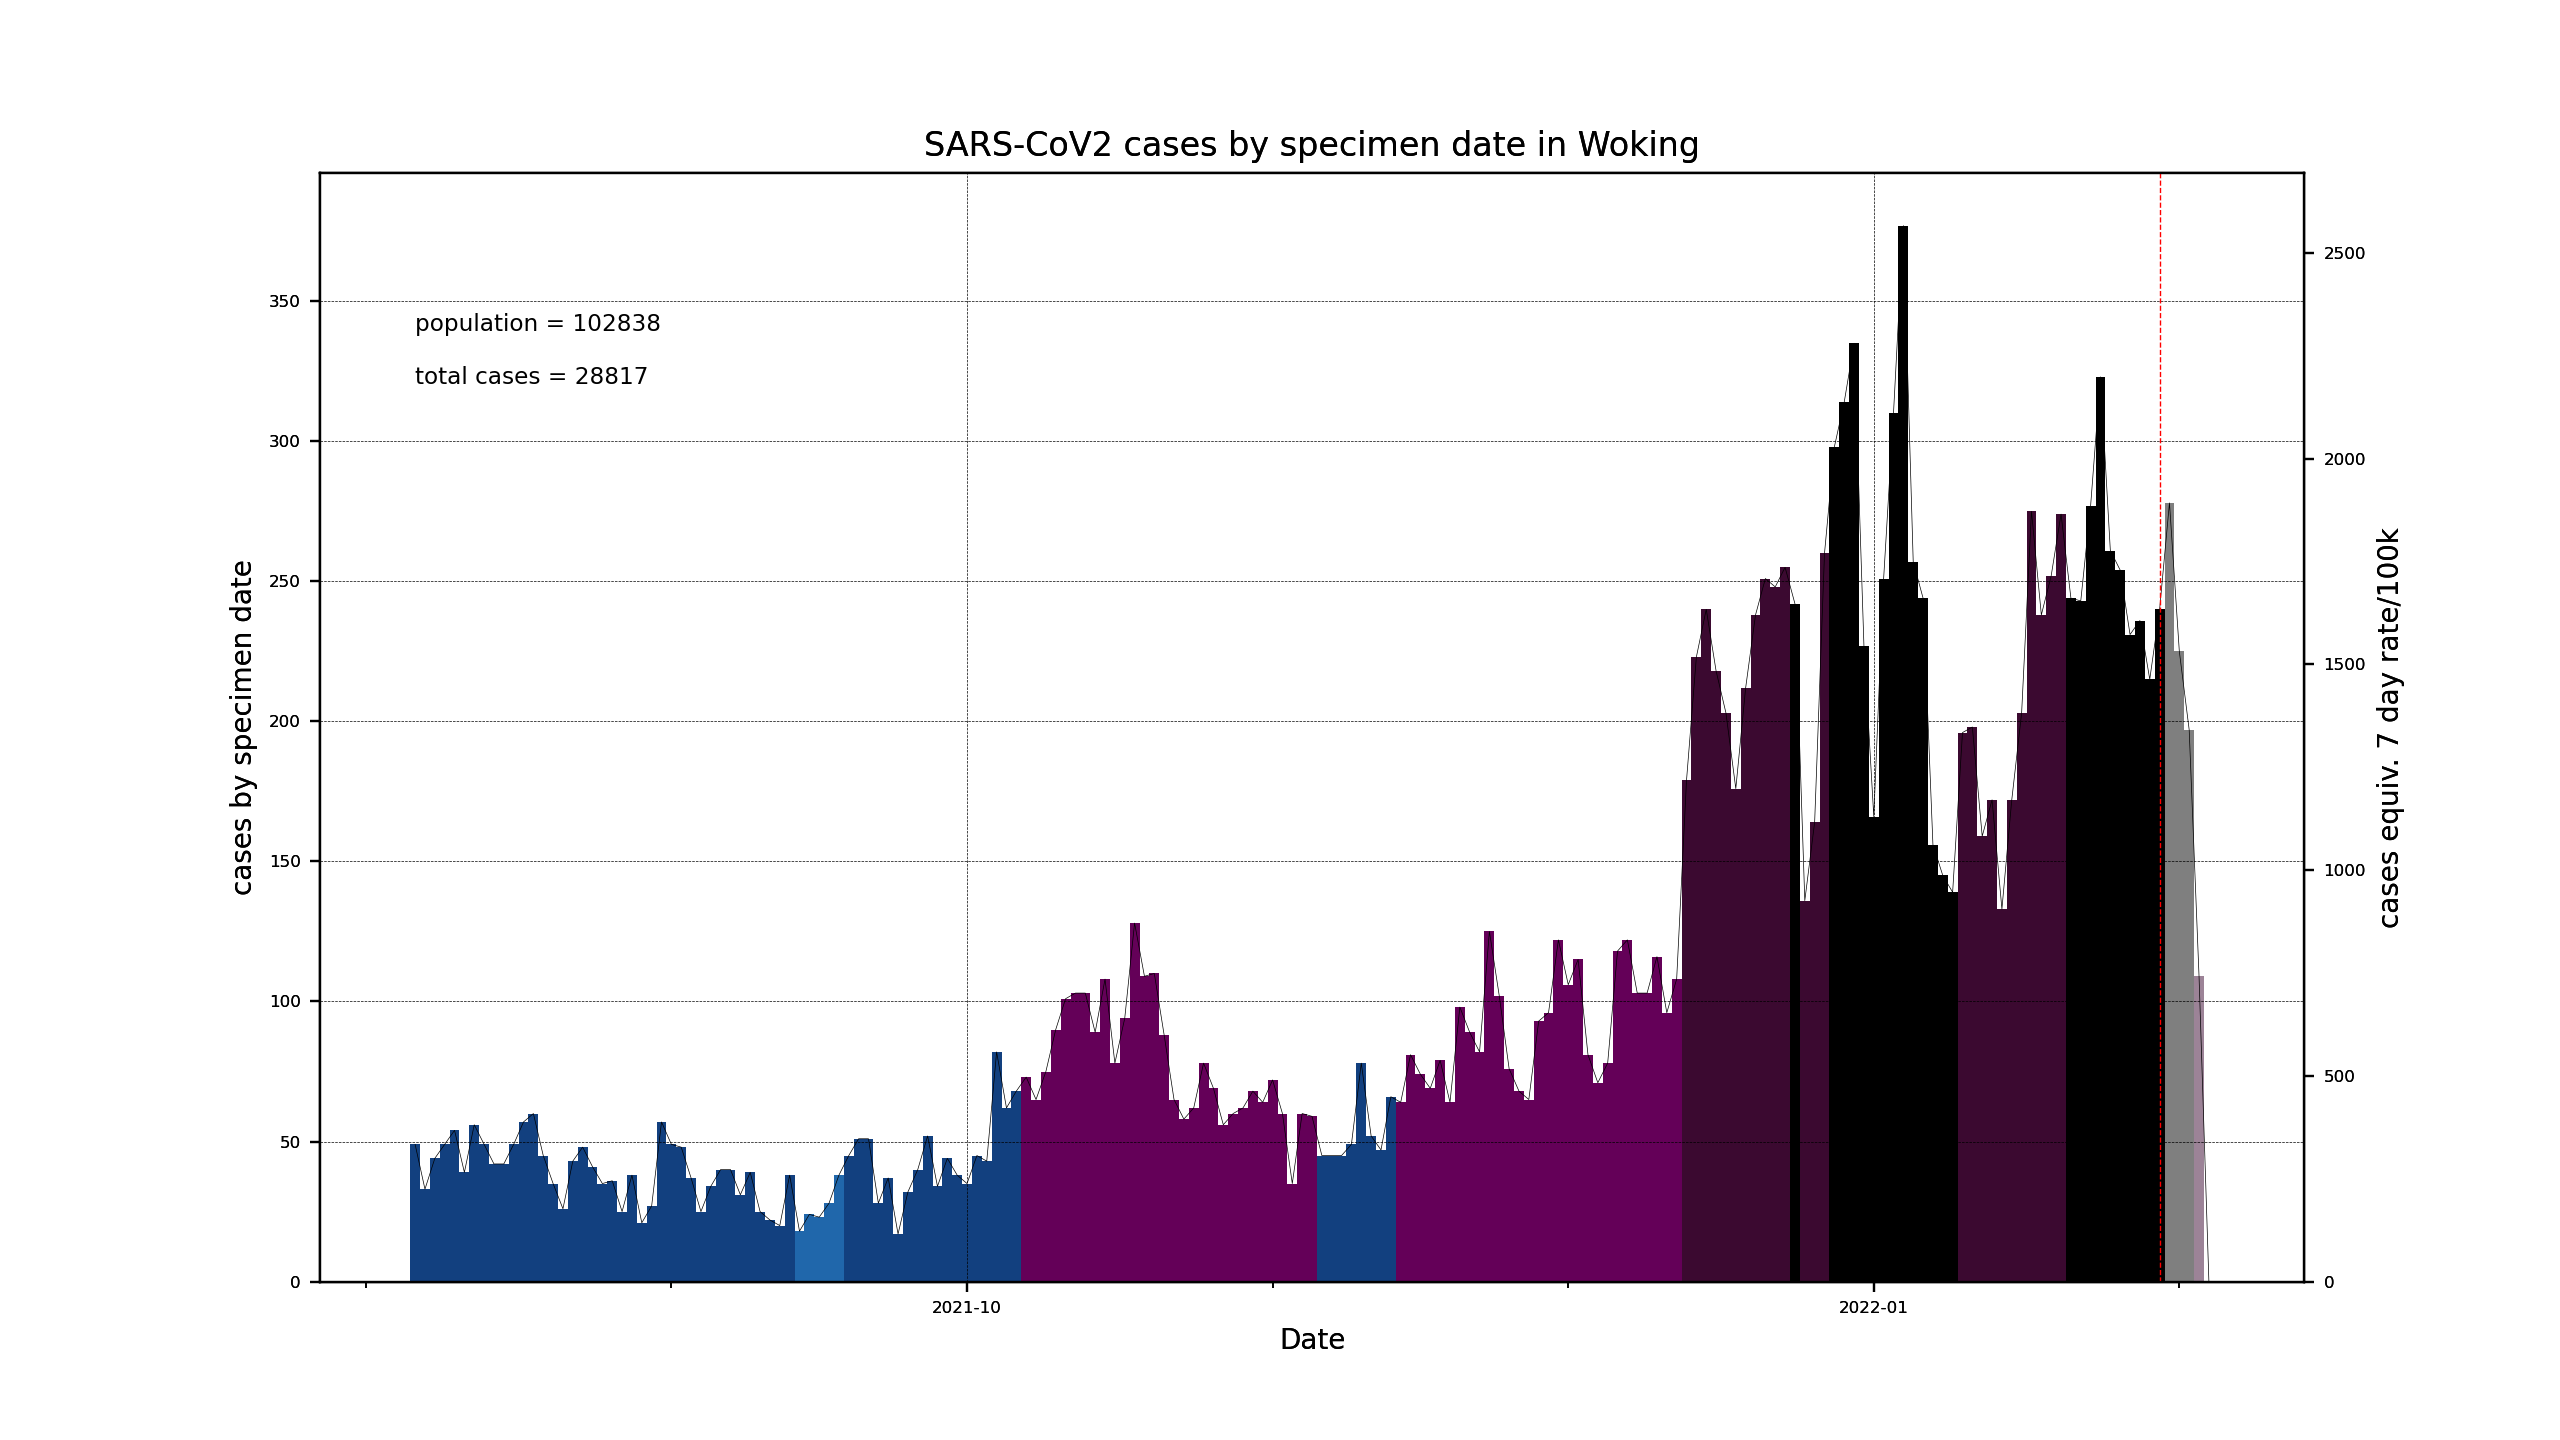 SARS-CoV2 cases by specimen date in Woking
population = 102838
total cases = 28817
cases by specimen date
350
300
250
200
150
100
50
0
2500
2000
1500
1000
500
0
cases equiv. 7 day rate/100k
2021-10
2022-01
Date